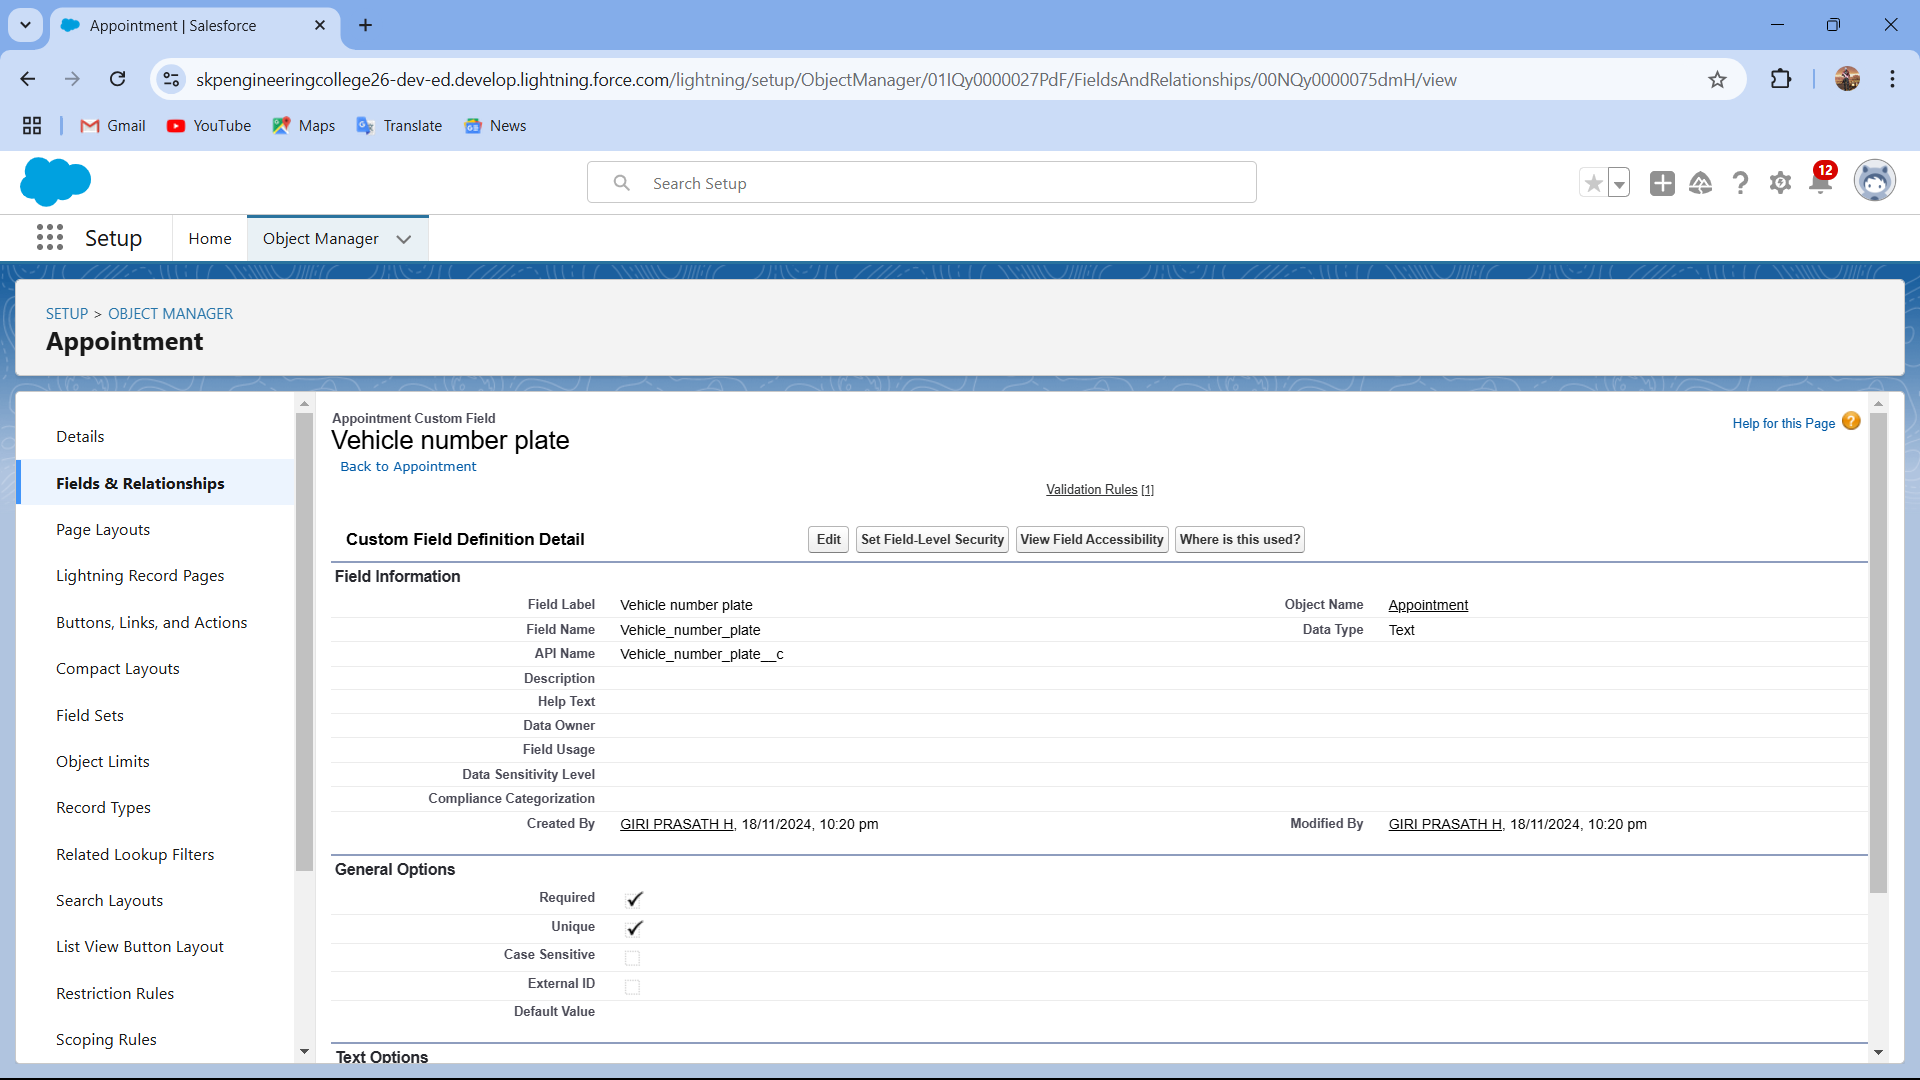 Appointment | Salesforce
skpengineeringcollege26-dev-ed.develop.lightning.force.com/lightning/setup/ObjectManager/01IQy0000027PdF/FieldsAndRelationships/00NQy0000075dmH/view
Gmail YouTube Maps Translate News
Search Setup
12
Setup Home Object Manager
SETUP > OBJECT MANAGER
Appointment
Details
Fields & Relationships
Page Layouts
Lightning Record Pages
Buttons, Links, and Actions
Compact Layouts
Field Sets
Object Limits
Record Types
Related Lookup Filters
Search Layouts
List View Button Layout
Restriction Rules
Scoping Rules
Appointment Custom Field
Vehicle number plate
Back to Appointment
Help for this Page ?
Validation Rules [1]
Custom Field Definition Detail Edit Set Field-Level Security View Field Accessibility Where is this used?
Field Information
Field Label Vehicle number plate Object Name Appointment
Field Name Vehicle_number_plate Data Type Text
API Name Vehicle_number_plate__c
Description
Help Text
Data Owner
Field Usage
Data Sensitivity Level
Compliance Categorization
Created By GIRI PRASATH H, 18/11/2024, 10:20 pm Modified By GIRI PRASATH H, 18/11/2024, 10:20 pm
General Options
Required
Unique
Case Sensitive
External ID
Default Value
Text Options